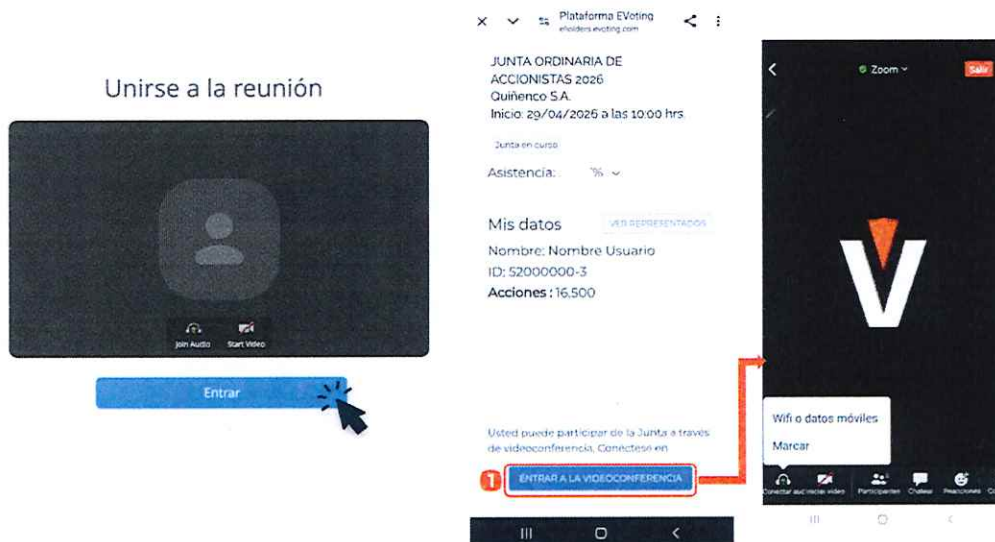 Unirse a la reunión
Join Audio
Start Video
Entrar
Plataforma EVoting
eholders.evoting.com
JUNTA ORDINARIA DE
ACCIONISTAS 2026
Quiñenco S.A.
Inicio: 29/04/2026 a las 10:00 hrs.
Junta en curso
Asistencia: %
Mis datos
VER REPRESENTADOS
Nombre: Nombre Usuario
ID: 52000000-3
Acciones : 16.500
Usted puede participar de la Junta a través
de videoconferencia. Conéctese en
1
ENTRAR A LA VIDEOCONFERENCIA
Zoom
Salir
V
Wifi o datos móviles
Marcar
Conectar
Iniciar video
Participantes
Chatear
Reacciones